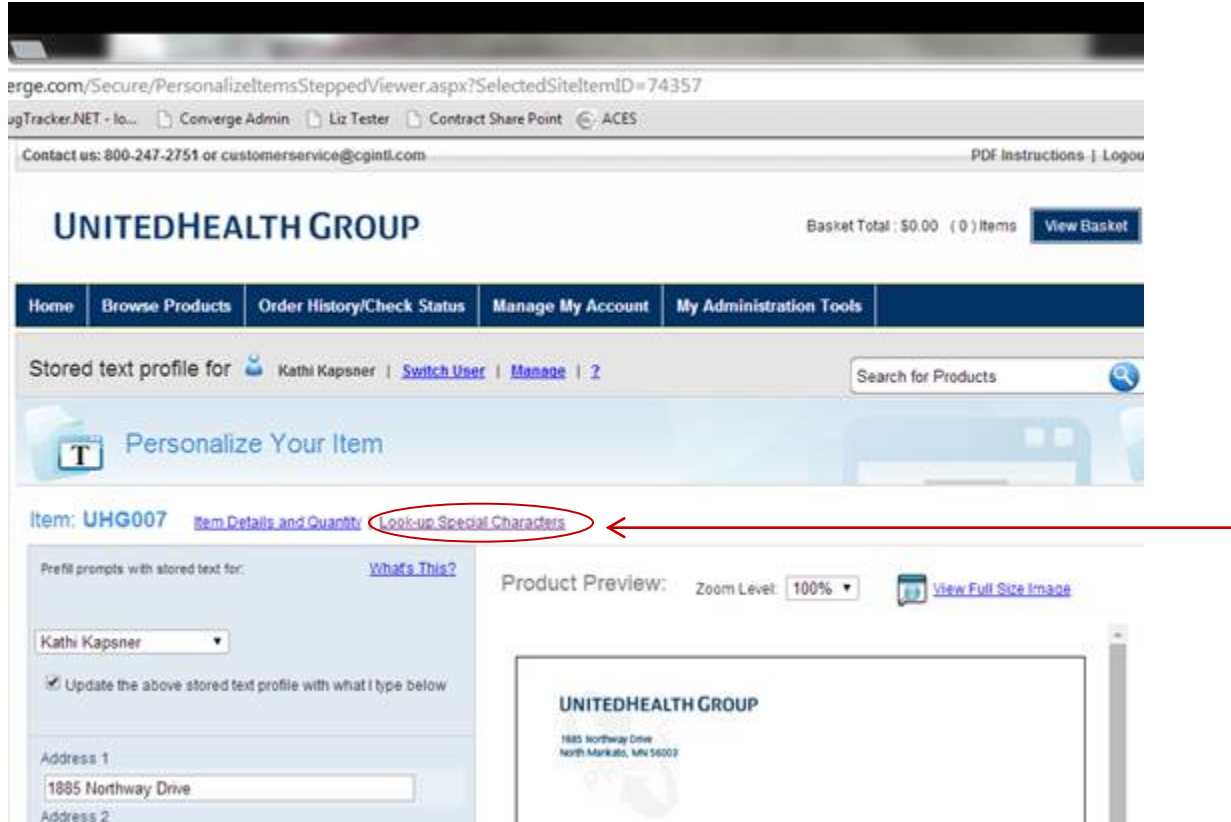 erge.com/Secure/PersonalizeItemsSteppedViewer.aspx?SelectedSiteItemID=74357
ugTracker.NET - lo... Converge Admin Liz Tester Contract Share Point ACES
Contact us: 800-247-2751 or customerservice@cgintl.com PDF Instructions | Logou
UNITEDHEALTH GROUP
Basket Total : $0.00 ( 0 ) Items View Basket
Home Browse Products Order History/Check Status Manage My Account My Administration Tools
Stored text profile for Kathi Kapsner | Switch User | Manage | ?
Search for Products
T Personalize Your Item
Item: UHG007 Item Details and Quantity Look-up Special Characters
Prefill prompts with stored text for: What's This?
Product Preview: Zoom Level: 100% View Full Size Image
Kathi Kapsner
Update the above stored text profile with what I type below
UNITEDHEALTH GROUP
1885 Northway Drive
North Mankato, MN 56003
Address 1
1885 Northway Drive
Address 2